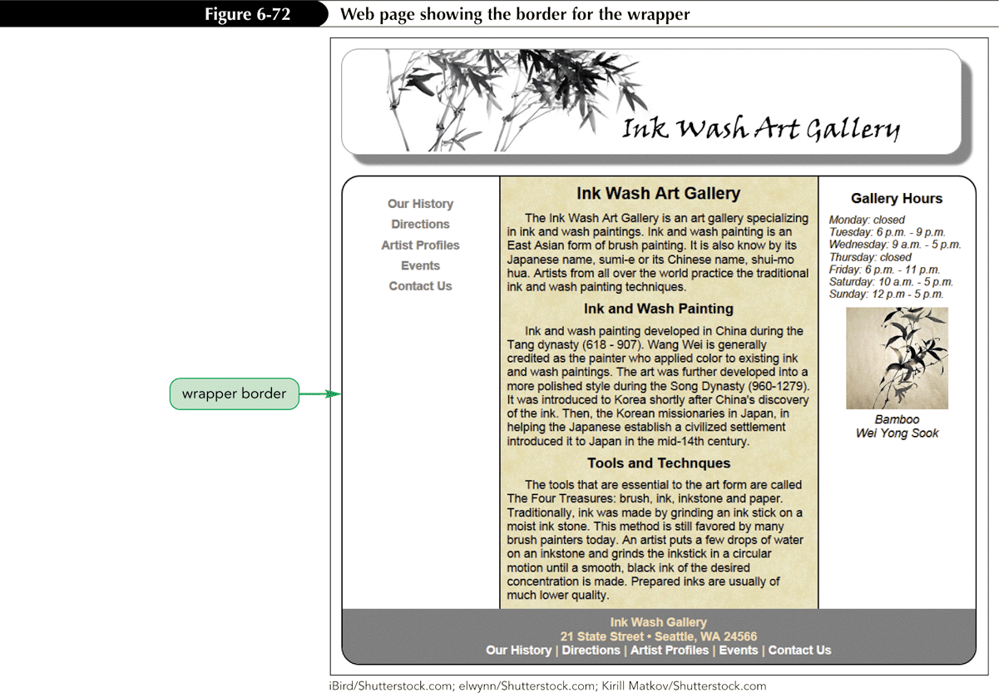 Figure 6-72 Web page showing the border for the wrapper
Ink Wash Art Gallery
Our History
Directions
Artist Profiles
Events
Contact Us
wrapper border
Ink Wash Art Gallery
The Ink Wash Art Gallery is an art gallery specializing
in ink and wash paintings. Ink and wash painting is an
East Asian form of brush painting. It is also know by its
Japanese name, sumi-e or its Chinese name, shui-mo
hua. Artists from all over the world practice the traditional
ink and wash painting techniques.
Ink and Wash Painting
Ink and wash painting developed in China during the
Tang dynasty (618 - 907). Wang Wei is generally
credited as the painter who applied color to existing ink
and wash paintings. The art was further developed into a
more polished style during the Song Dynasty (960-1279).
It was introduced to Korea shortly after China's discovery
of the ink. Then, the Korean missionaries in Japan, in
helping the Japanese establish a civilized settlement
introduced it to Japan in the mid-14th century.
Tools and Technques
The tools that are essential to the art form are called
The Four Treasures: brush, ink, inkstone and paper.
Traditionally, ink was made by grinding an ink stick on a
moist ink stone. This method is still favored by many
brush painters today. An artist puts a few drops of water
on an inkstone and grinds the inkstick in a circular
motion until a smooth, black ink of the desired
concentration is made. Prepared inks are usually of
much lower quality.
Gallery Hours
Monday: closed
Tuesday: 6 p.m. - 9 p.m.
Wednesday: 9 a.m. - 5 p.m.
Thursday: closed
Friday: 6 p.m. - 11 p.m.
Saturday: 10 a.m. - 5 p.m.
Sunday: 12 p.m - 5 p.m.
Bamboo
Wei Yong Sook
Ink Wash Gallery
21 State Street • Seattle, WA 24566
Our History | Directions | Artist Profiles | Events | Contact Us
iBird/Shutterstock.com; elwynn/Shutterstock.com; Kirill Matkov/Shutterstock.com